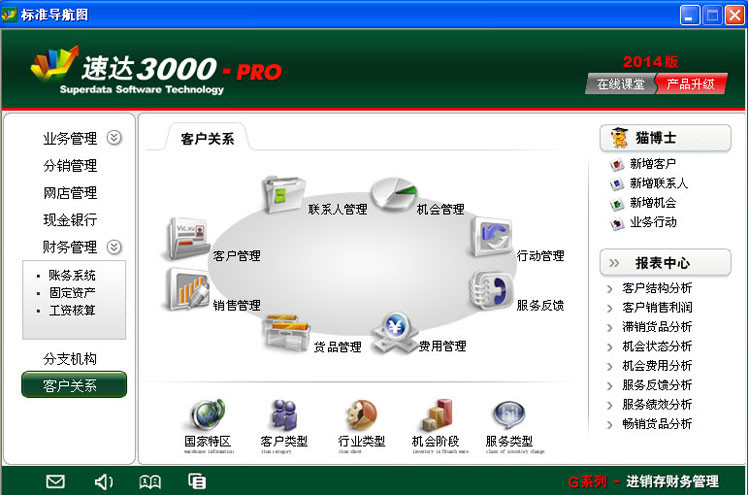 标准导航图
速达3000-PRO
Superdata Software Technology
2014版
在线课堂 产品升级
业务管理
分销管理
网店管理
现金银行
财务管理
账务系统
固定资产
工资核算
分支机构
客户关系
客户关系
联系人管理
机会管理
客户管理
行动管理
销售管理
服务反馈
货品管理
费用管理
国家特区
warehouse information
客户类型
item category
行业类型
机会阶段
服务类型
class of inventory change
猫博士
新增客户
新增联系人
新增机会
业务行动
报表中心
客户结构分析
客户销售利润
滞销货品分析
机会状态分析
机会费用分析
服务反馈分析
服务绩效分析
畅销货品分析
G系列 - 进销存财务管理